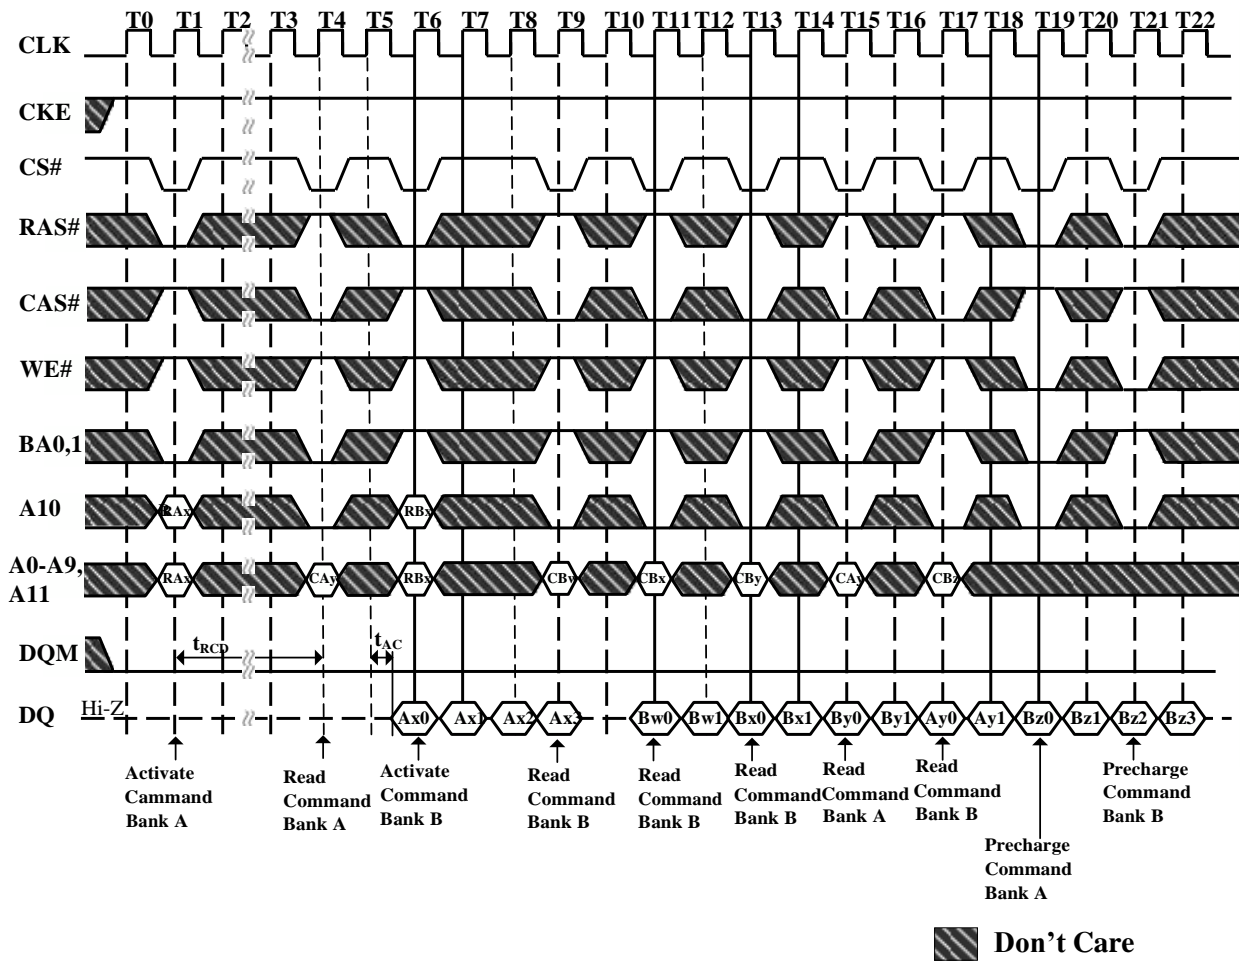 T0 T1 T2 T3 T4 T5 T6 T7 T8 T9 T10 T11 T12 T13 T14 T15 T16 T17 T18 T19 T20 T21 T22
CLK
CKE
CS#
RAS#
CAS#
WE#
BA0,1
A10 RAx RBx
A0-A9,
A11
RAx CAy RBx CBw CBx CBy CAy CBz
DQM tRCD tAC
DQ Hi-Z Ax0 Ax1 Ax2 Ax3 Bw0 Bw1 Bx0 Bx1 By0 By1 Ay0 Ay1 Bz0 Bz1 Bz2 Bz3
Activate
Cammand
Bank A
Read
Command
Bank A
Activate
Command
Bank B
Read
Command
Bank B
Read
Command
Bank B
Read
Command
Bank B
Read
Command
Bank A
Read
Command
Bank B
Precharge
Command
Bank A
Precharge
Command
Bank B
Don't Care